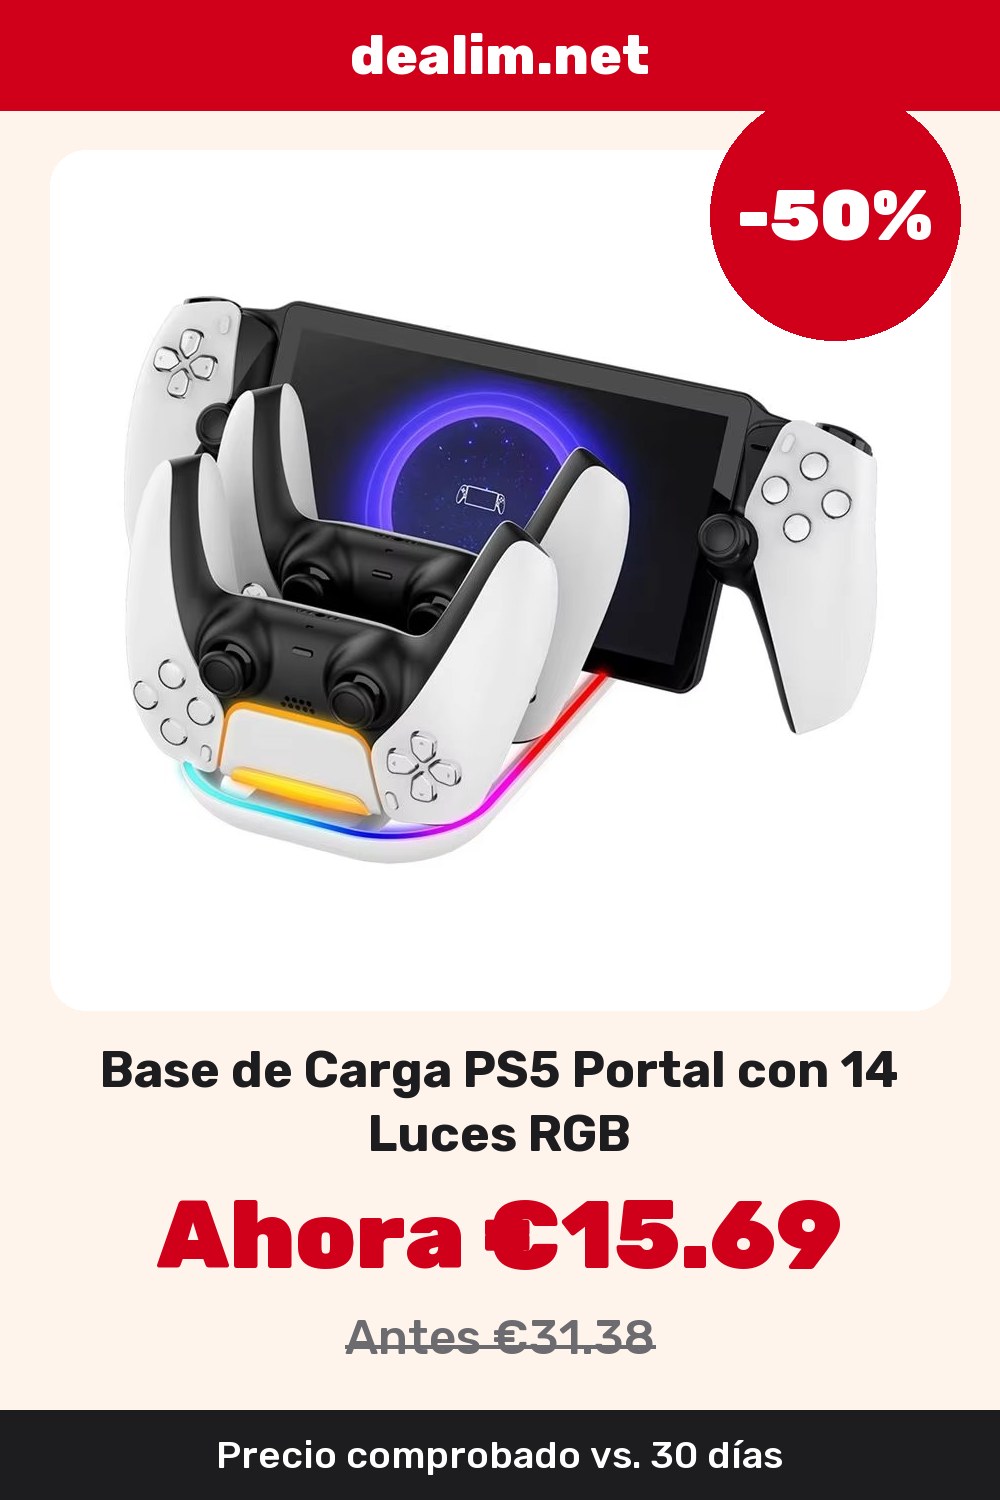 dealim.net
-50%
Base de Carga PS5 Portal con 14
Luces RGB
Ahora €15.69
Antes €31.38
Precio comprobado vs. 30 días